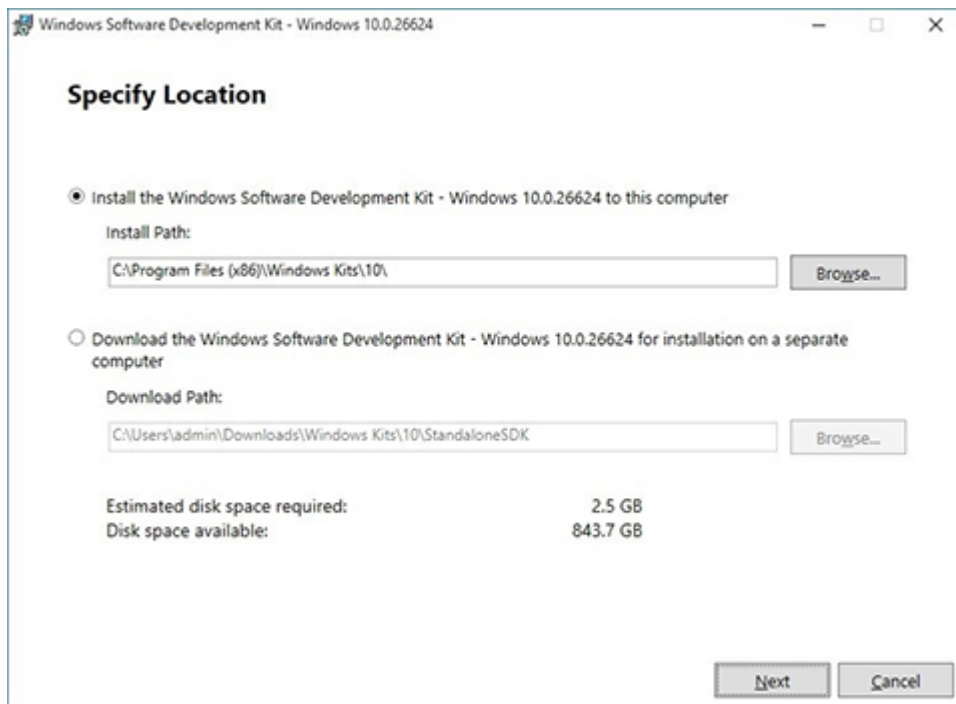 Windows Software Development Kit - Windows 10.0.26624
Specify Location
Install the Windows Software Development Kit - Windows 10.0.26624 to this computer
Install Path:
C:\Program Files (x86)\Windows Kits\10\
Browse...
Download the Windows Software Development Kit - Windows 10.0.26624 for installation on a separate
computer
Download Path:
C:\Users\admin\Downloads\Windows Kits\10\StandaloneSDK
Browse...
Estimated disk space required: 2.5 GB
Disk space available: 843.7 GB
Next Cancel